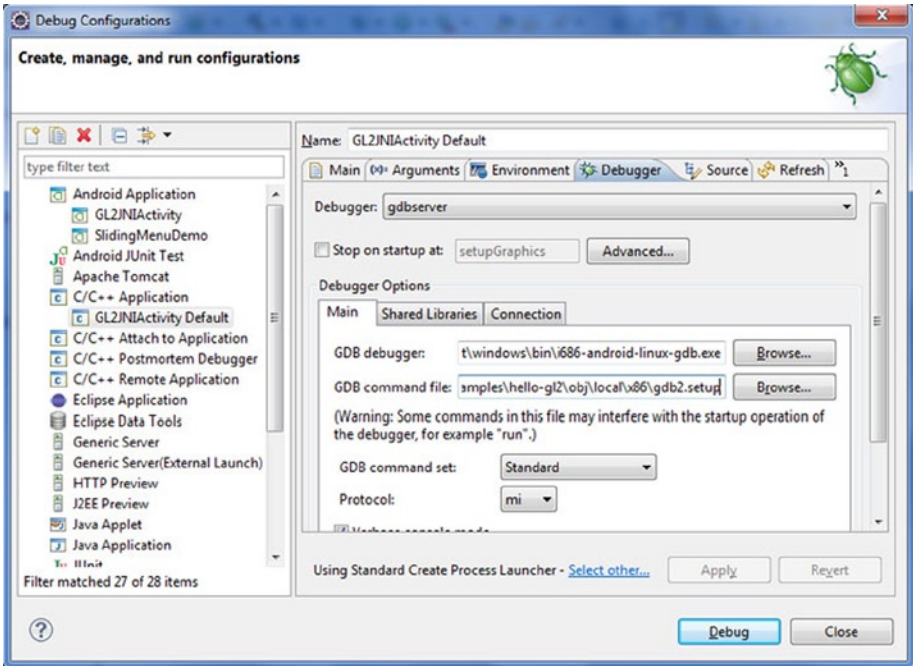 Debug Configurations
Create, manage, and run configurations
type filter text
Android Application
GL2JNIActivity
SlidingMenuDemo
Android JUnit Test
Apache Tomcat
C/C++ Application
GL2JNIActivity Default
C/C++ Attach to Application
C/C++ Postmortem Debugger
C/C++ Remote Application
Eclipse Application
Eclipse Data Tools
Generic Server
Generic Server(External Launch)
HTTP Preview
J2EE Preview
Java Applet
Java Application
JUnit
Filter matched 27 of 28 items
Name: GL2JNIActivity Default
Main Arguments Environment Debugger Source Refresh »1
Debugger: gdbserver
Stop on startup at: setupGraphics Advanced...
Debugger Options
Main Shared Libraries Connection
GDB debugger: t\windows\bin\i686-android-linux-gdb.exe Browse...
GDB command file: amples\hello-gl2\obj\local\x86\gdb2.setup Browse...
(Warning: Some commands in this file may interfere with the startup operation of
the debugger, for example "run".)
GDB command set: Standard
Protocol: mi
Verbose console mode
Using Standard Create Process Launcher - Select other... Apply Revert
? Debug Close